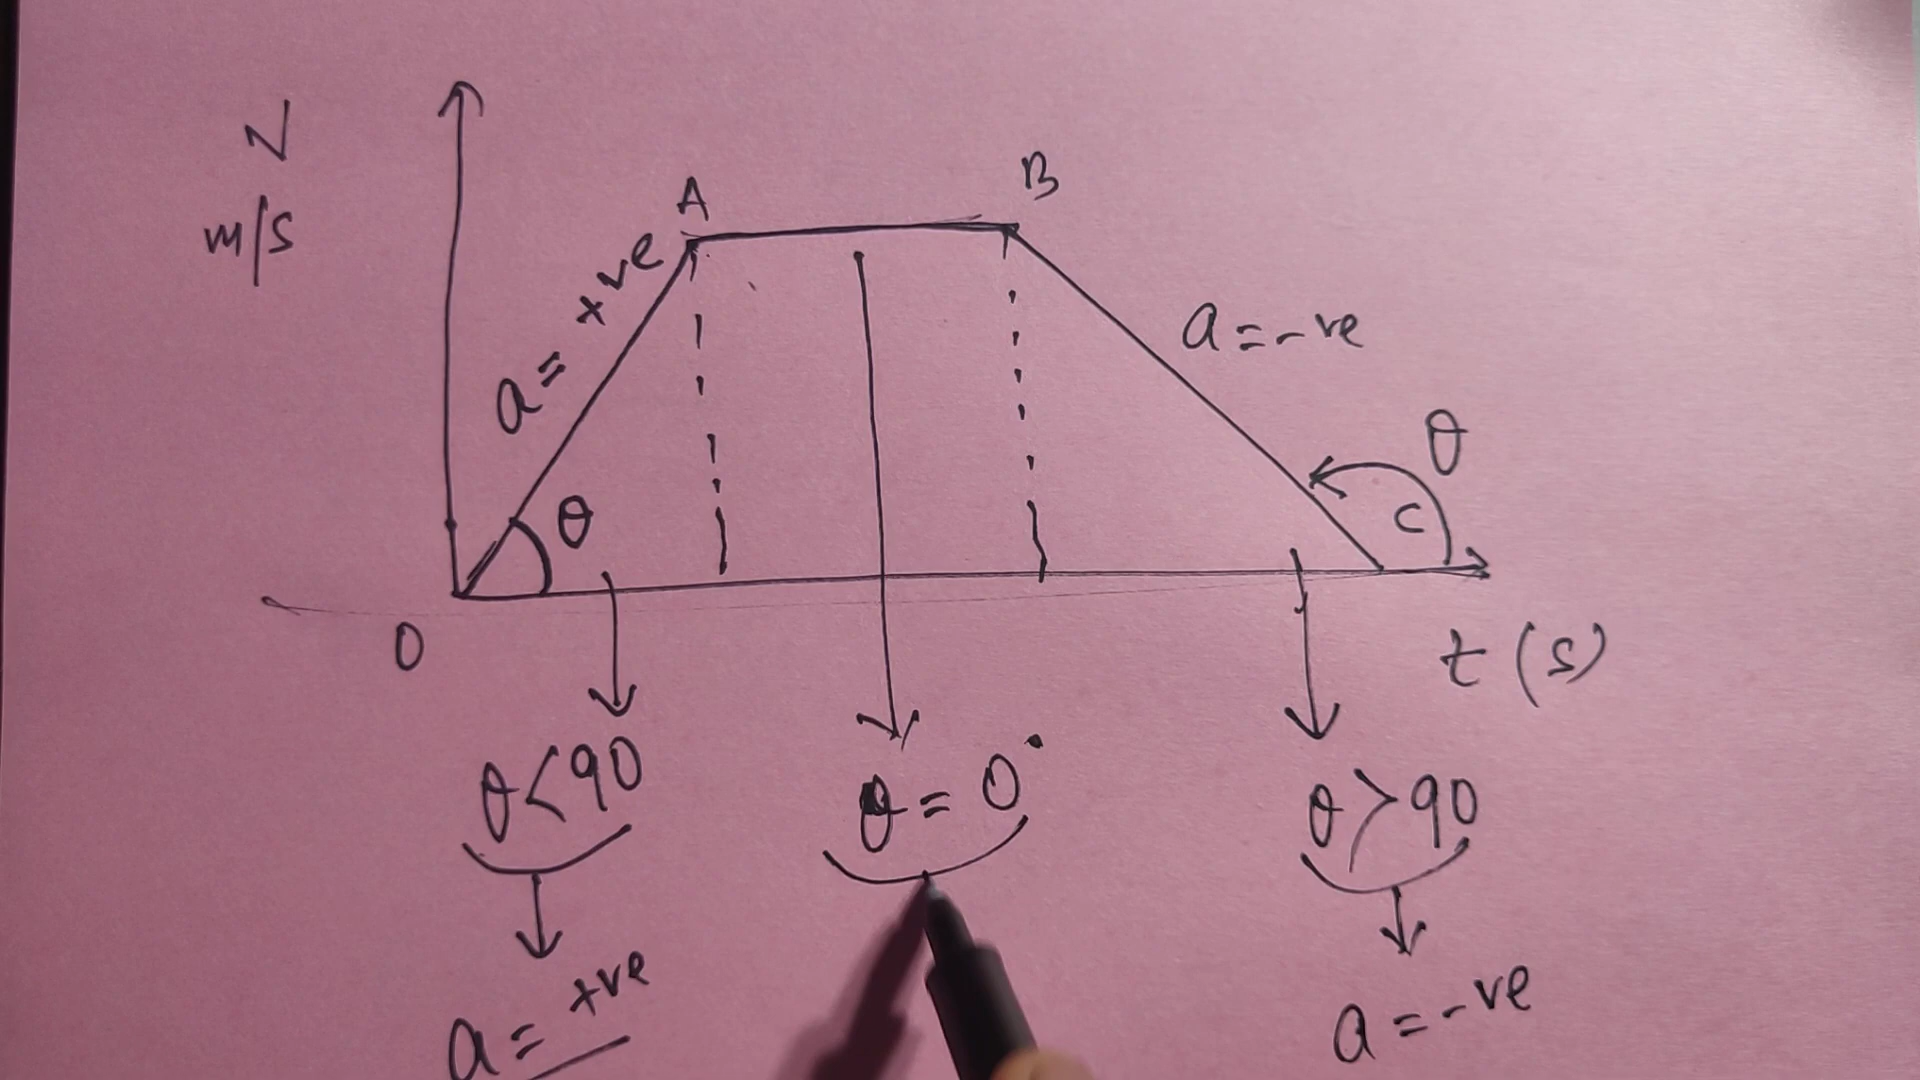 V
m/s
A
B
a = +ve
a = -ve
θ
θ
C
O
t (s)
θ < 90
θ = 0°
θ > 90
a = +ve
a = -ve